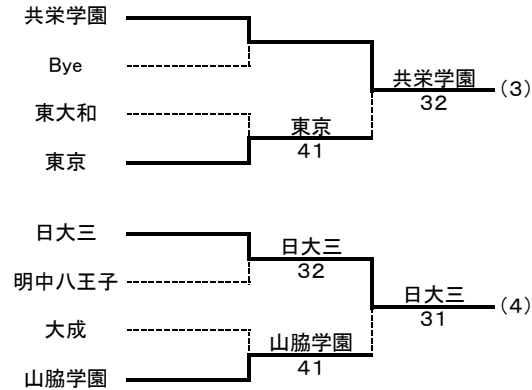 共栄学園
Bye
東大和
東京
東京
41
共栄学園
32
(3)
日大三
明中八王子
大成
山脇学園
日大三
32
山脇学園
41
日大三
31
(4)